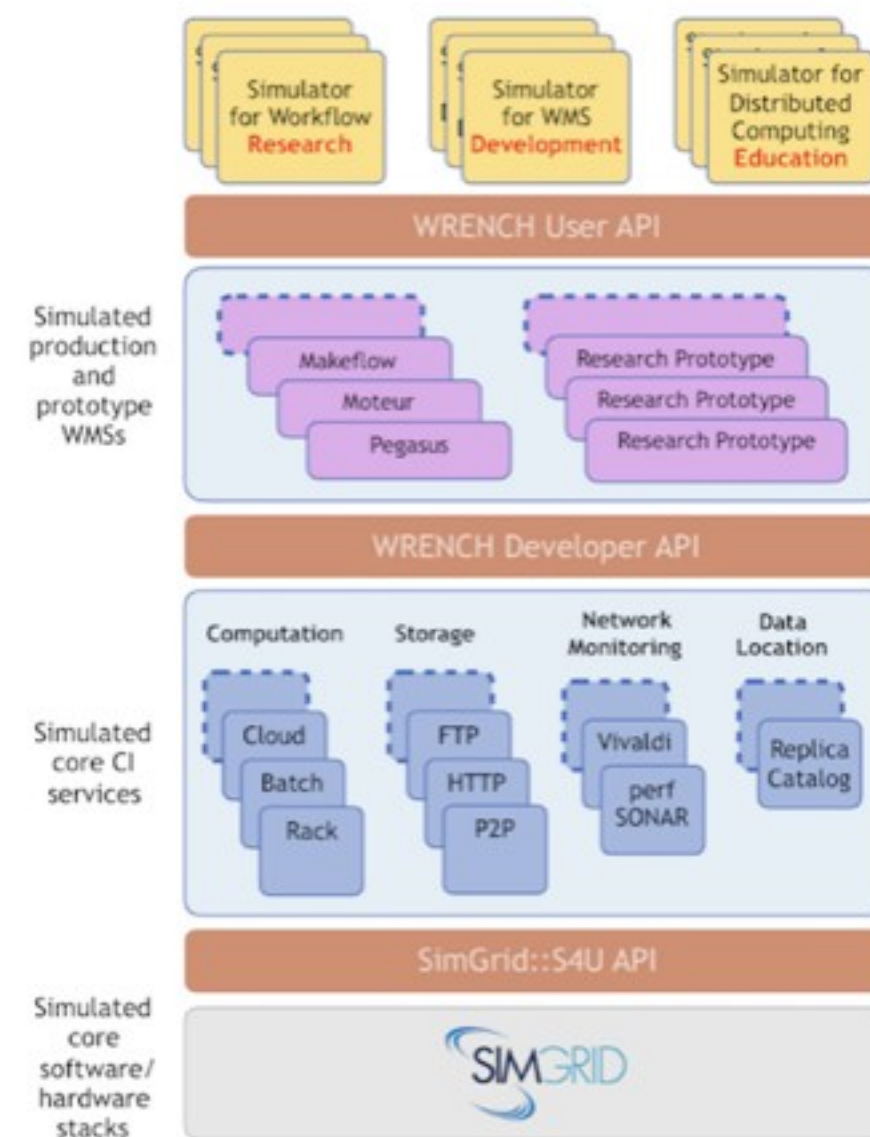 Simulator
for Workflow
Research
Simulator
for WMS
Development
Simulator for
Distributed
Computing
Education
WRENCH User API
Simulated
production
and
prototype
WMSs
Makeflow
Moteur
Pegasus
Research Prototype
Research Prototype
Research Prototype
WRENCH Developer API
Simulated
core CI
services
Computation
Cloud
Batch
Rack
Storage
FTP
HTTP
P2P
Network
Monitoring
Vivaldi
perf
SONAR
Data
Location
Replica
Catalog
SimGrid::S4U API
Simulated
core
software/
hardware
stacks
SIMGRID